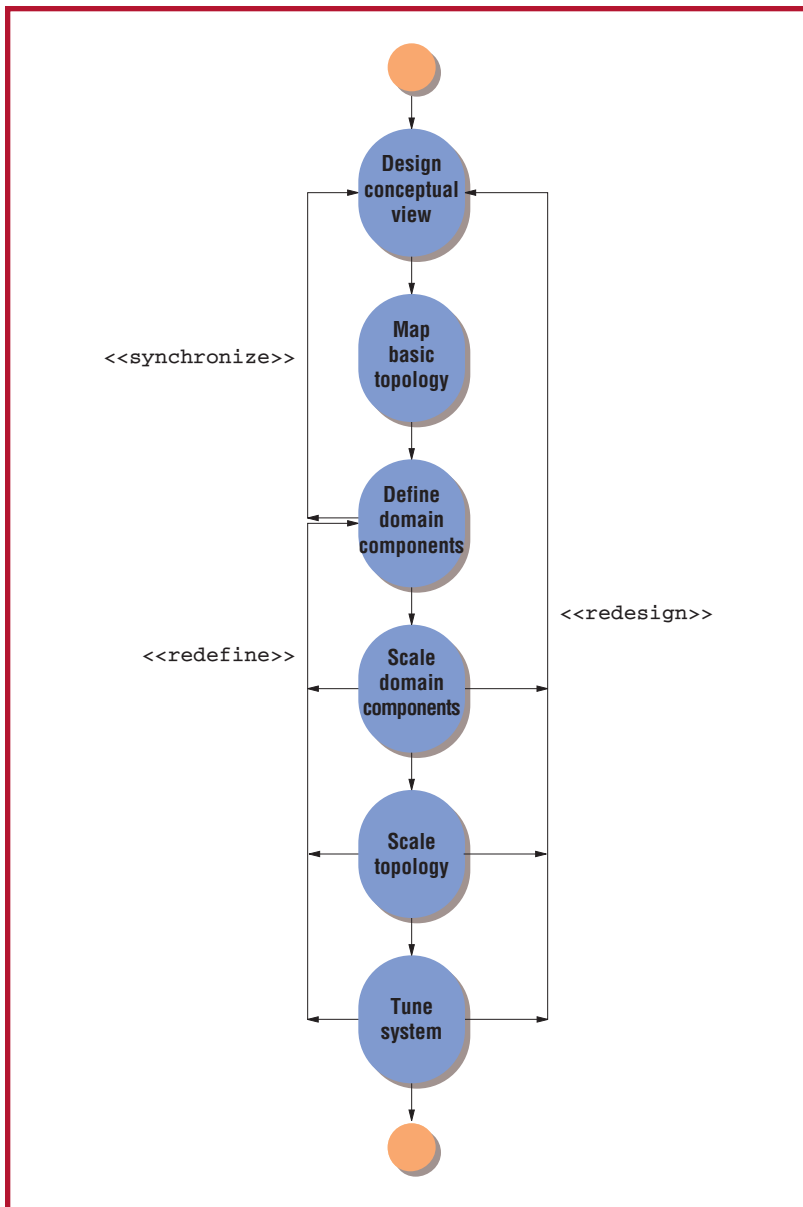 Design
conceptual
view
<<synchronize>>
Map
basic
topology
Define
domain
components
<<redefine>>
<<redesign>>
Scale
domain
components
Scale
topology
Tune
system